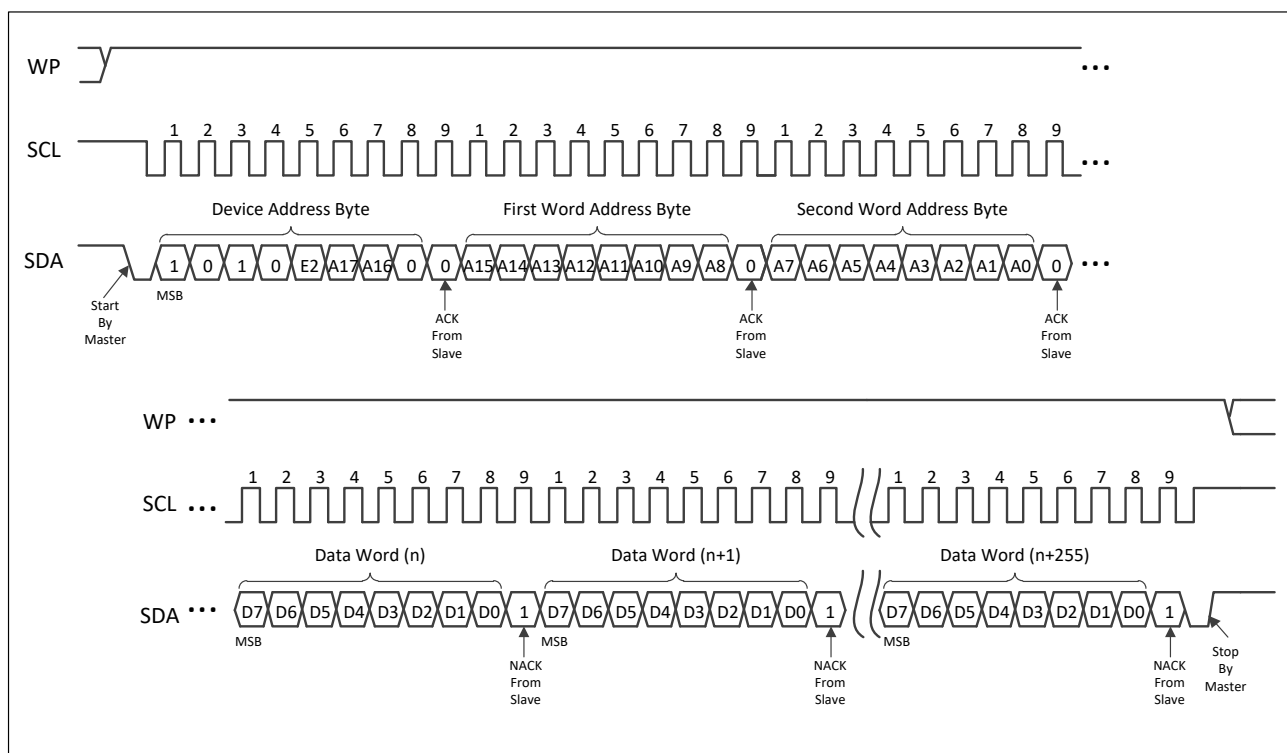 WP
...
1 2 3 4 5 6 7 8 9 1 2 3 4 5 6 7 8 9 1 2 3 4 5 6 7 8 9
SCL
...
Device Address Byte First Word Address Byte Second Word Address Byte
SDA
1 0 1 0 E2 A17 A16 0 0 A15 A14 A13 A12 A11 A10 A9 A8 0 A7 A6 A5 A4 A3 A2 A1 A0 0 ...
MSB
Start
By
Master
ACK
From
Slave
ACK
From
Slave
ACK
From
Slave
WP ...
1 2 3 4 5 6 7 8 9 1 2 3 4 5 6 7 8 9 1 2 3 4 5 6 7 8 9
SCL ...
Data Word (n) Data Word (n+1) Data Word (n+255)
SDA ... D7 D6 D5 D4 D3 D2 D1 D0 1 D7 D6 D5 D4 D3 D2 D1 D0 1 D7 D6 D5 D4 D3 D2 D1 D0 1
MSB MSB MSB
NACK
From
Slave
NACK
From
Slave
NACK
From
Slave
Stop
By
Master